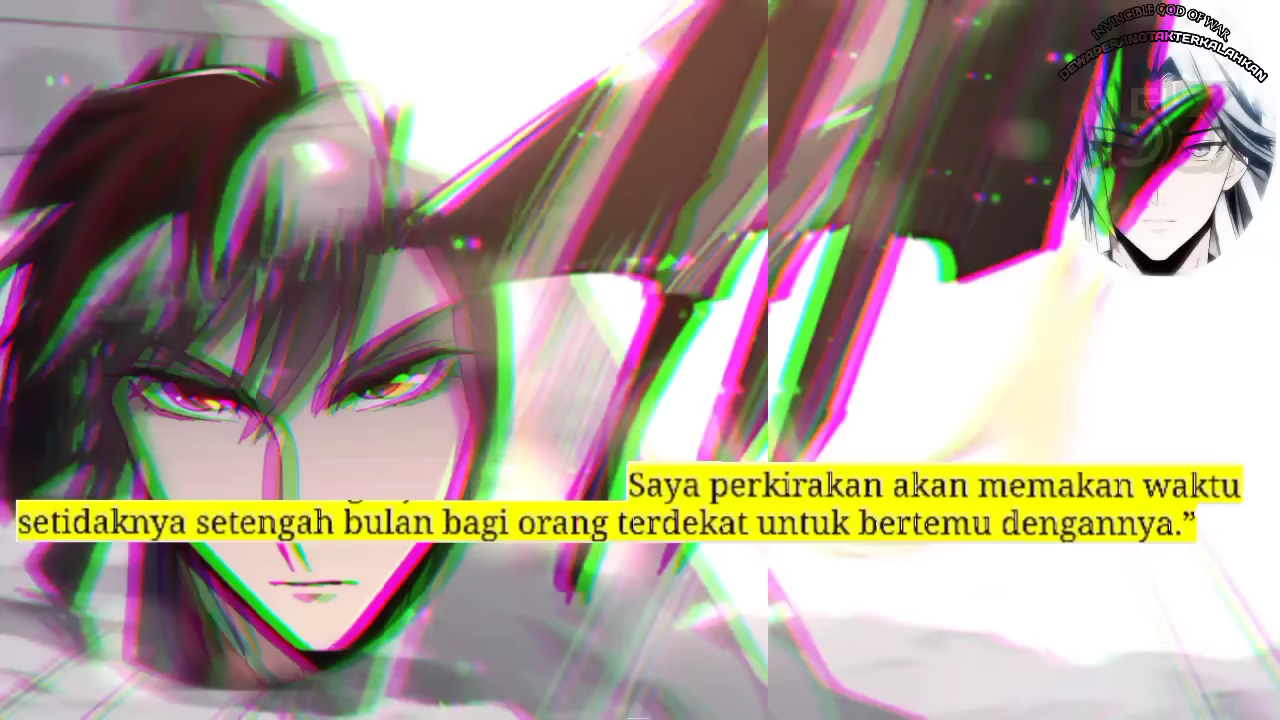 INVINCIBLE GOD OF WAR
DEWAPERANGTAKTERKALAHKAN
Saya perkirakan akan memakan waktu
setidaknya setengah bulan bagi orang terdekat untuk bertemu dengannya.”